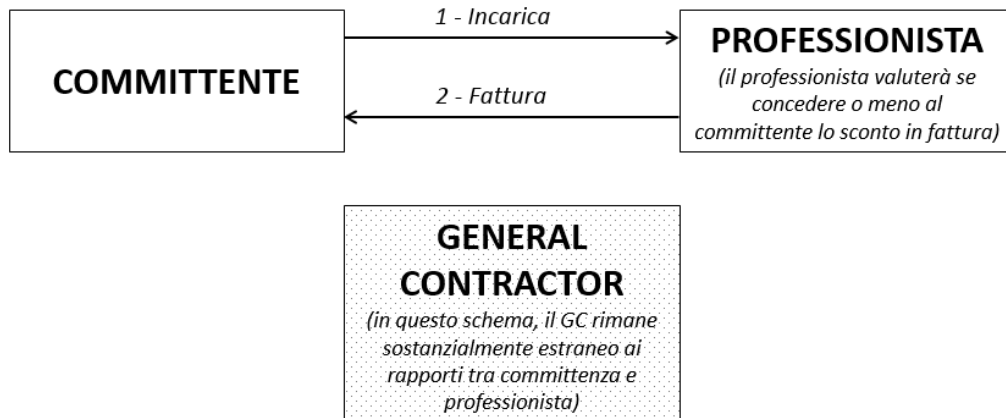 1 - Incarica
COMMITTENTE
2 - Fattura
PROFESSIONISTA
(il professionista valuterà se
concedere o meno al
committente lo sconto in fattura)
GENERAL
CONTRACTOR
(in questo schema, il GC rimane
sostanzialmente estraneo ai
rapporti tra committenza e
professionista)